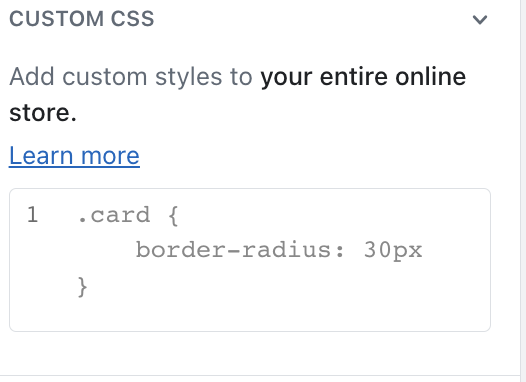 CUSTOM CSS
Add custom styles to your entire online
store.
Learn more
1 .card {
border-radius: 30px
}